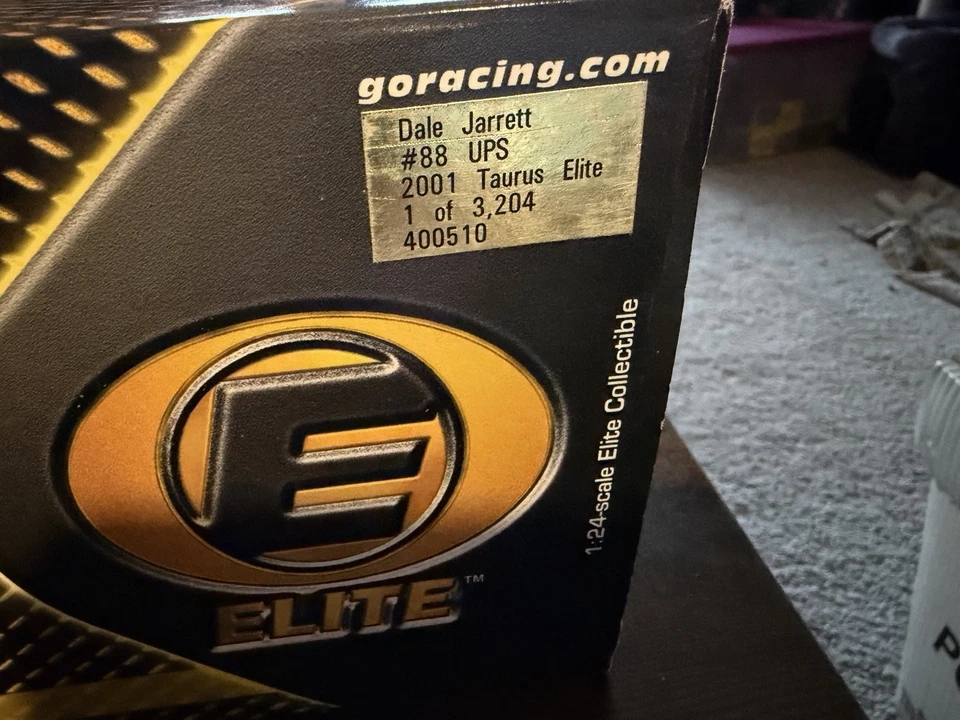 goracing.com
Dale Jarrett
#88 UPS
2001 Taurus Elite
1 of 3,204
400510
1:24-scale Elite Collectible
E
ELITE™